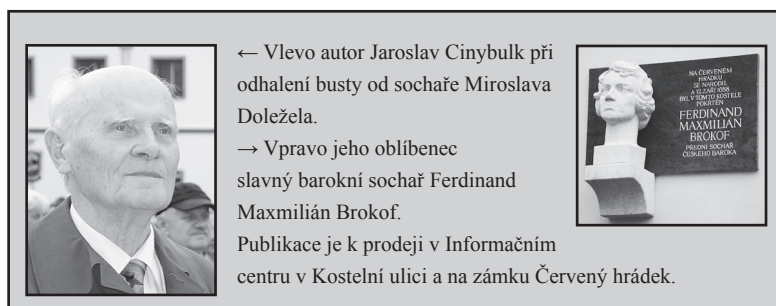 ← Vlevo autor Jaroslav Cinybulk při
odhalení busty od sochaře Miroslava
Doležela.
→ Vpravo jeho oblíbenec
slavný barokní sochař Ferdinand
Maxmilián Brokof.
Publikace je k prodeji v Informačním
centru v Kostelní ulici a na zámku Červený hrádek.
NA ČERVENÉM
HRÁDKU
SE NARODIL
A 12. ZÁŘÍ 1688
BYL V TOMTO KOSTELE
POKŘTĚN
FERDINAND
MAXMILIÁN
BROKOF
PŘEDNÍ SOCHAŘ
ČESKÉHO BAROKA